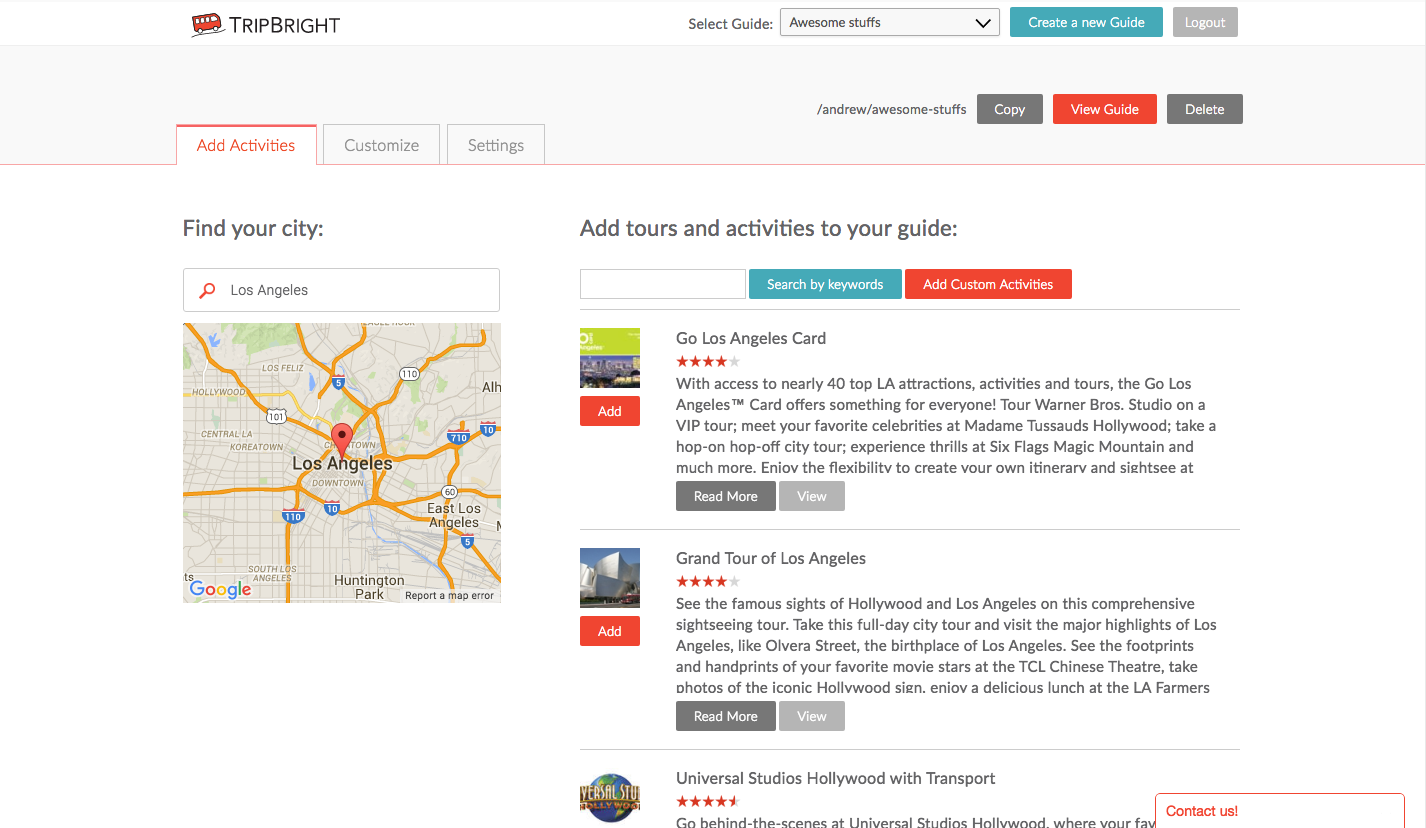 TRIPBRIGHT
Select Guide:
Awesome stuffs
Create a new Guide
Logout
/andrew/awesome-stuffs
Copy
View Guide
Delete
Add Activities
Customize
Settings
Find your city:
Los Angeles
LOS FELIZ
110
5
Alh
HOLLYWOOD
101
10
710
CENTRAL LA
KOREATOWN
Los Angeles
DOWNTOWN
60
10
110
East Los
Angeles
5
SOUTH LOS
ANGELES
Huntington
Park
Google
Report a map error
Add tours and activities to your guide:
Search by keywords
Add Custom Activities
Go Los Angeles Card
With access to nearly 40 top LA attractions, activities and tours, the Go Los
Angeles™ Card offers something for everyone! Tour Warner Bros. Studio on a
VIP tour; meet your favorite celebrities at Madame Tussauds Hollywood; take a
hop-on hop-off city tour; experience thrills at Six Flags Magic Mountain and
much more. Enjoy the flexibility to create your own itinerary and sightsee at
Add
Read More
View
Grand Tour of Los Angeles
See the famous sights of Hollywood and Los Angeles on this comprehensive
sightseeing tour. Take this full-day city tour and visit the major highlights of Los
Angeles, like Olvera Street, the birthplace of Los Angeles. See the footprints
and handprints of your favorite movie stars at the TCL Chinese Theatre, take
photos of the iconic Hollywood sign, enjoy a delicious lunch at the LA Farmers
Add
Read More
View
Universal Studios Hollywood with Transport
Go behind-the-scenes at Universal Studios Hollywood, where your fav
Contact us!